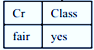 Cr Class
fair yes